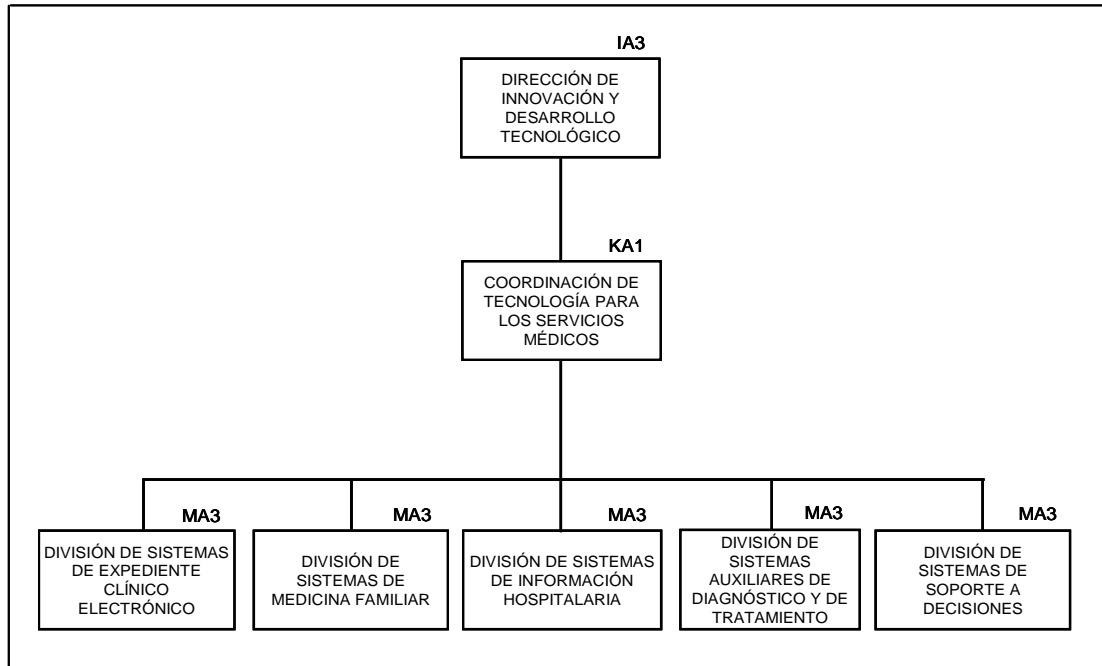 IA3
DIRECCIÓN DE
INNOVACIÓN Y
DESARROLLO
TECNOLÓGICO
KA1
COORDINACIÓN DE
TECNOLOGÍA PARA
LOS SERVICIOS
MÉDICOS
MA3
DIVISIÓN DE SISTEMAS
DE EXPEDIENTE
CLÍNICO
ELECTRÓNICO
MA3
DIVISIÓN DE
SISTEMAS DE
MEDICINA FAMILIAR
MA3
DIVISIÓN DE SISTEMAS
DE INFORMACIÓN
HOSPITALARIA
MA3
DIVISIÓN DE
SISTEMAS
AUXILIARES DE
DIAGNÓSTICO Y DE
TRATAMIENTO
MA3
DIVISIÓN DE
SISTEMAS DE
SOPORTE A
DECISIONES